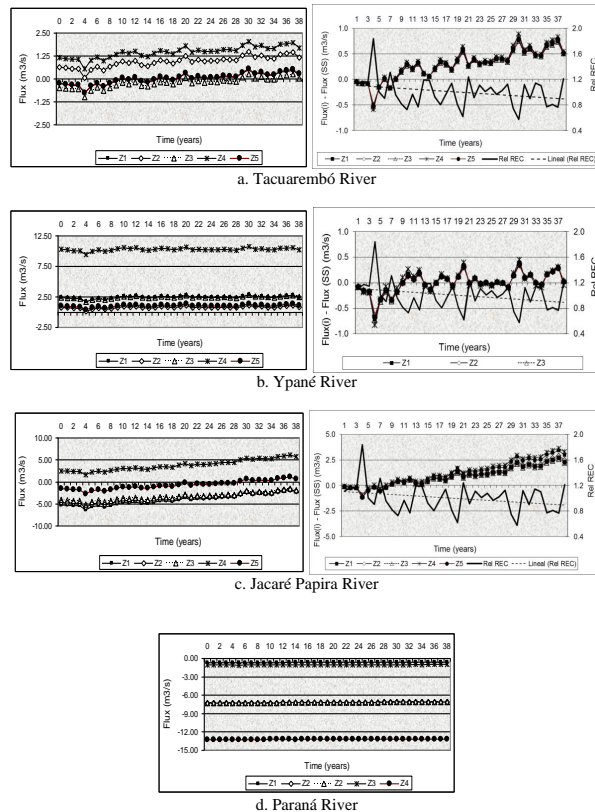 0 2 4 6 8 10 12 14 16 18 20 22 24 26 28 30 32 34 36 38
2.50
1.25
0.00
-1.25
-2.50
Flux (m3/s)
Time (years)
Z1 Z2 Z3 Z4 Z5
1 3 5 7 9 11 13 15 17 19 21 23 25 27 29 31 33 35 37
1.0
0.5
0.0
-0.5
-1.0
Flux(i) - Flux (SS) (m3/s)
2.0
1.6
1.2
0.8
0.4
Rel REC
Time (years)
Z1 Z2 Z3 Z4 Z5 Rel REC Lineal (Rel REC)
a. Tacuarembó River
0 2 4 6 8 10 12 14 16 18 20 22 24 26 28 30 32 34 36 38
12.50
7.50
2.50
-2.50
Flux (m3/s)
Time (years)
Z1 Z2 Z3 Z4 Z5
1 3 5 7 9 11 13 15 17 19 21 23 25 27 29 31 33 35 37
1.0
0.5
0.0
-0.5
-1.0
Flux(i) - Flux (SS) (m3/s)
2.0
1.6
1.2
0.8
0.4
Rel REC
Time (years)
Z1 Z2 Z3
b. Ypané River
0 2 4 6 8 10 12 14 16 18 20 22 24 26 28 30 32 34 36 38
10.00
5.00
0.00
-5.00
-10.00
Flux (m3/s)
Time (years)
Z1 Z2 Z3 Z4 Z5
1 3 5 7 9 11 13 15 17 19 21 23 25 27 29 31 33 35 37
5.0
2.5
0.0
-2.5
-5.0
Flux(i) - Flux (SS) (m3/s)
2.0
1.6
1.2
0.8
0.4
Rel REC
Time (years)
Z1 Z2 Z3 Z4 Z5 Rel REC Lineal (Rel REC)
c. Jacaré Papira River
0 2 4 6 8 10 12 14 16 18 20 22 24 26 28 30 32 34 36 38
0.00
-3.00
-6.00
-9.00
-12.00
-15.00
Flux (m3/s)
Time (years)
Z1 Z2 Z2 Z3 Z4
d. Paraná River